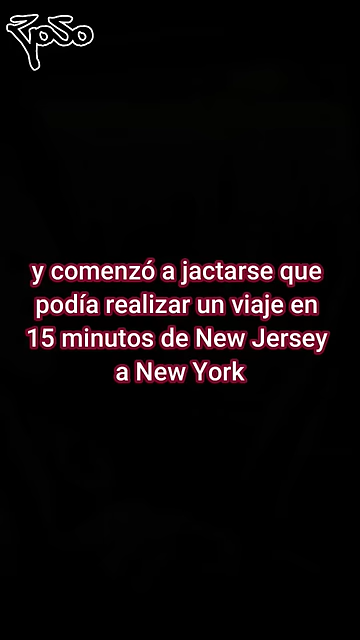 y comenzó a jactarse que
podía realizar un viaje en
15 minutos de New Jersey
a New York